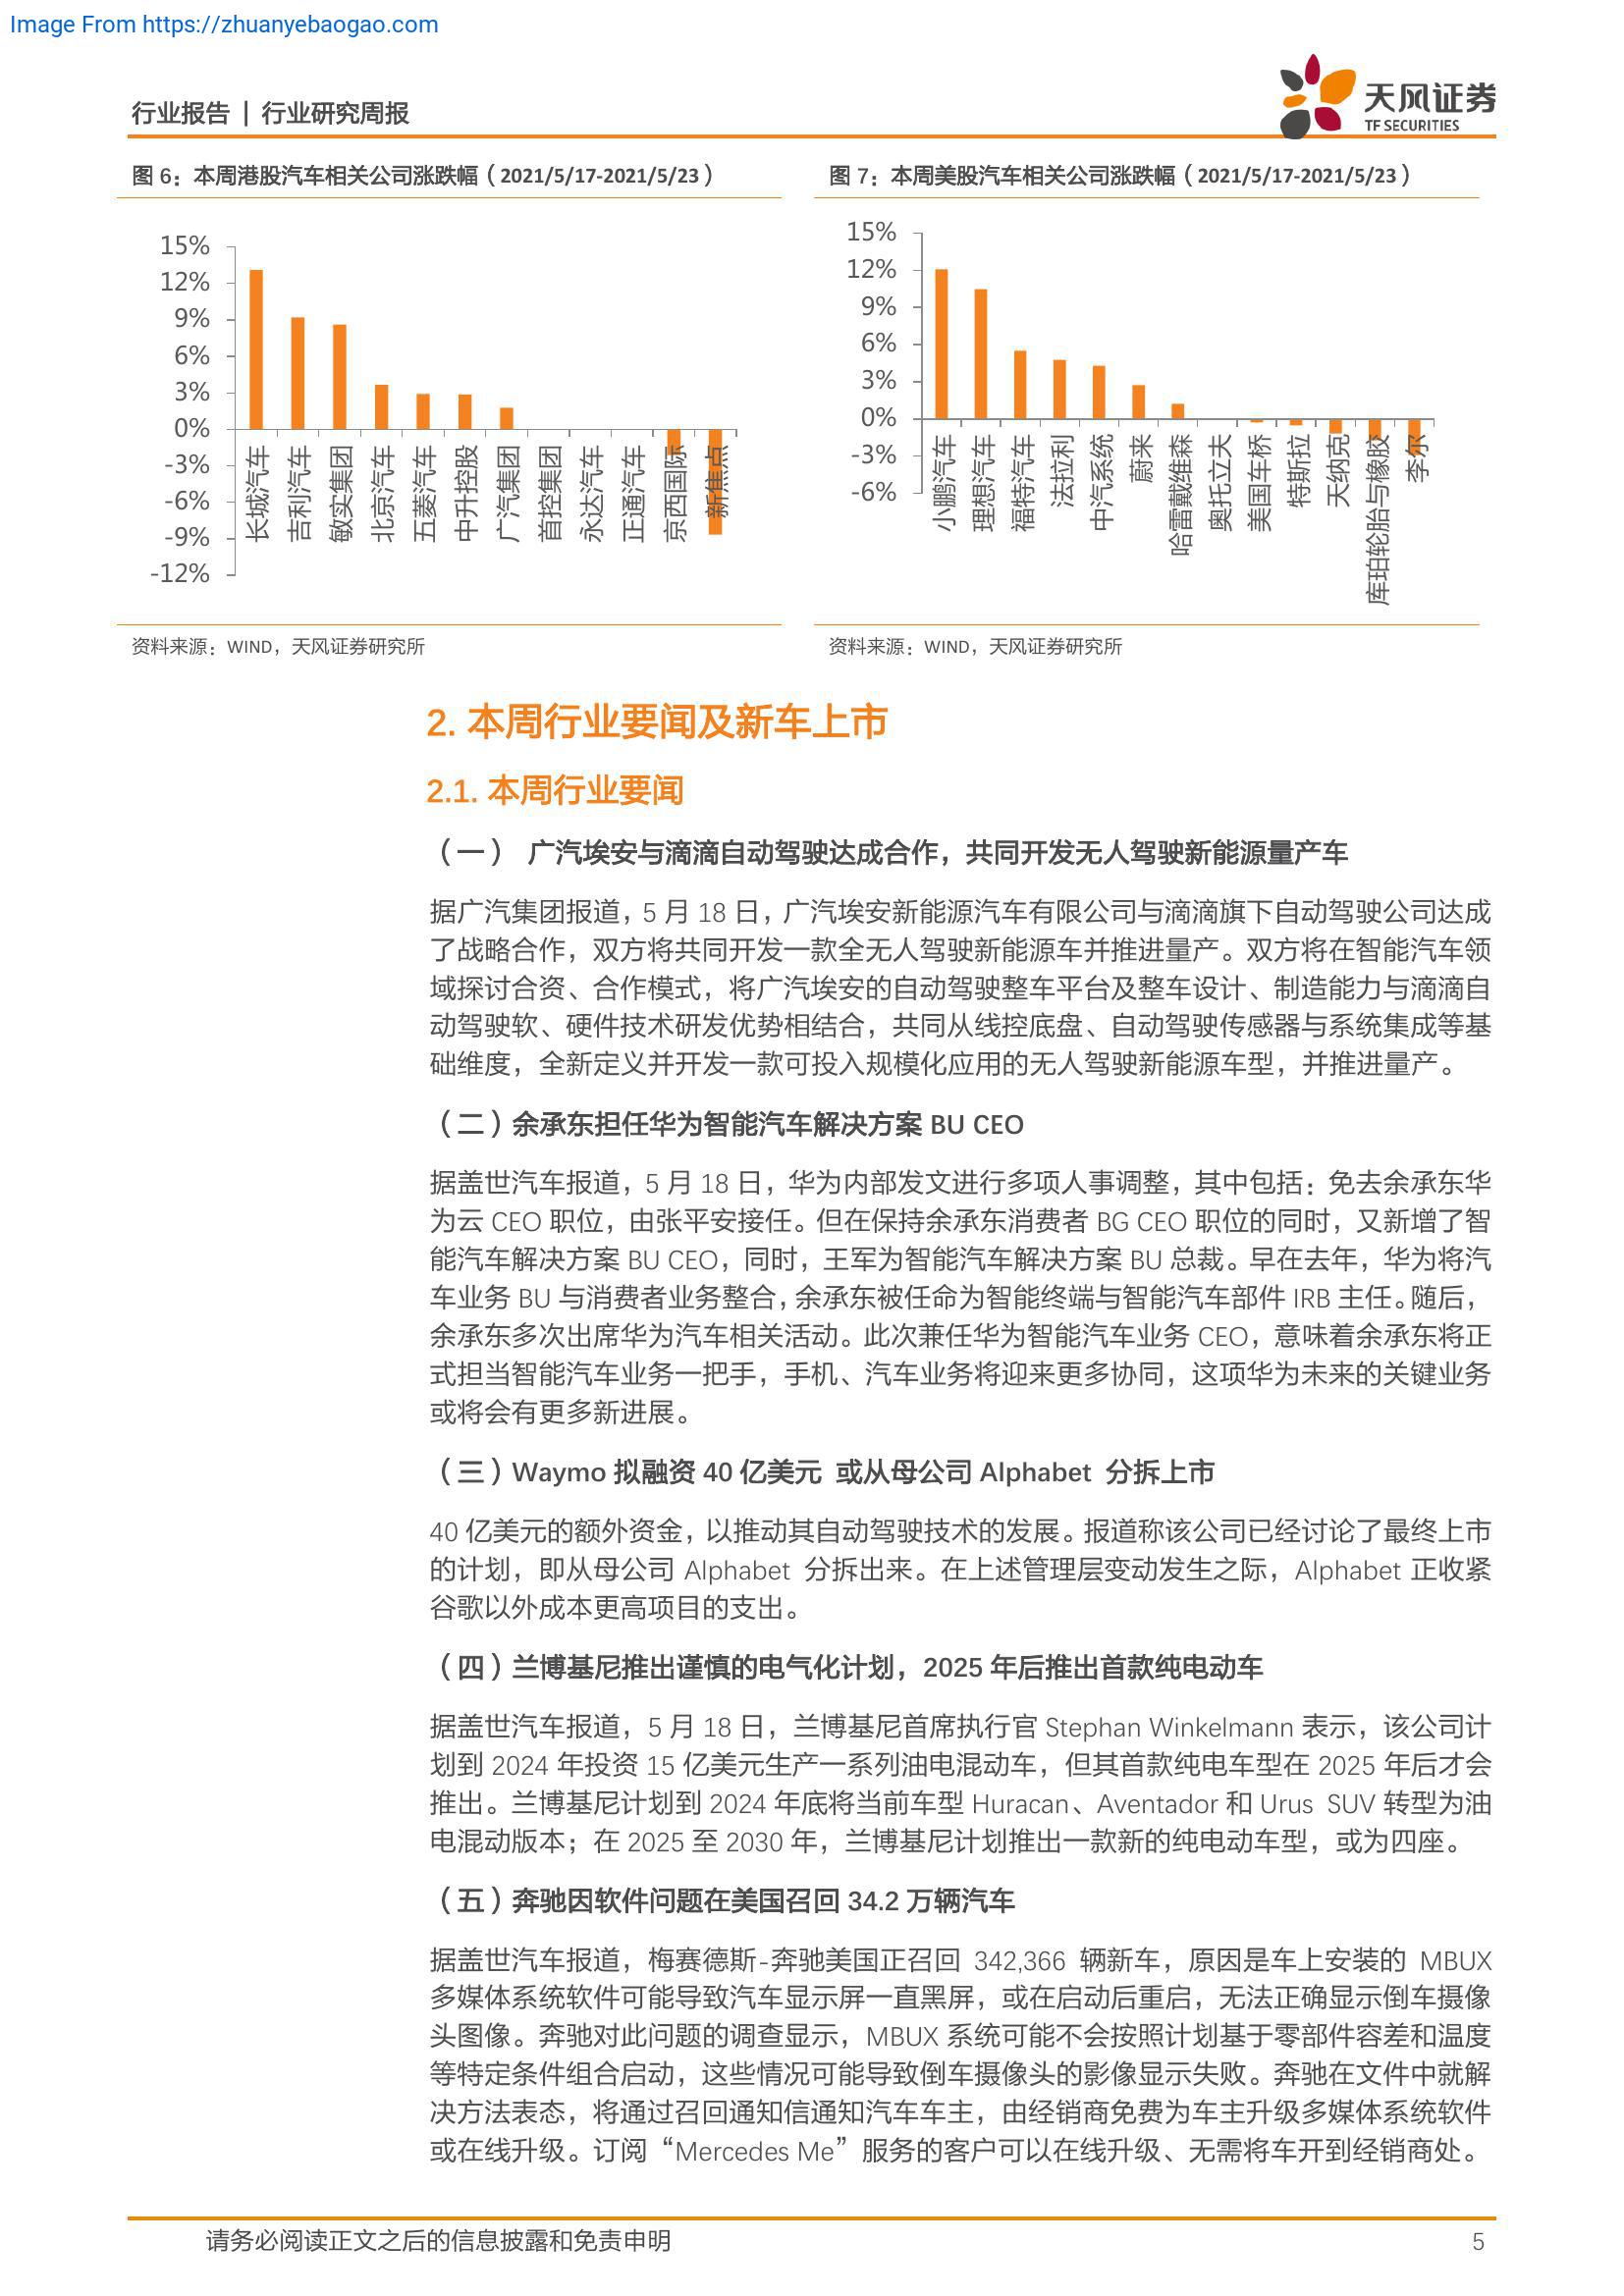 Image From https://zhuanyebaogao.com
行业报告 | 行业研究周报
天风证券
TF SECURITIES
图 6：本周港股汽车相关公司涨跌幅（2021/5/17-2021/5/23）
15%
12%
9%
6%
3%
0%
-3%
-6%
-9%
-12%
长城汽车
吉利汽车
敏实集团
北京汽车
五菱汽车
中升控股
广汽集团
首控集团
永达汽车
正通汽车
京西国际
新焦点
资料来源：WIND，天风证券研究所
图 7：本周美股汽车相关公司涨跌幅（2021/5/17-2021/5/23）
15%
12%
9%
6%
3%
0%
-3%
-6%
小鹏汽车
理想汽车
福特汽车
法拉利
中汽系统
蔚来
哈雷戴维森
奥托立夫
美国车桥
特斯拉
天纳克
库珀轮胎与橡胶
李尔
资料来源：WIND，天风证券研究所
2. 本周行业要闻及新车上市
2.1. 本周行业要闻
（一） 广汽埃安与滴滴自动驾驶达成合作，共同开发无人驾驶新能源量产车
据广汽集团报道，5 月 18 日，广汽埃安新能源汽车有限公司与滴滴旗下自动驾驶公司达成
了战略合作，双方将共同开发一款全无人驾驶新能源车并推进量产。双方将在智能汽车领
域探讨合资、合作模式，将广汽埃安的自动驾驶整车平台及整车设计、制造能力与滴滴自
动驾驶软、硬件技术研发优势相结合，共同从线控底盘、自动驾驶传感器与系统集成等基
础维度，全新定义并开发一款可投入规模化应用的无人驾驶新能源车型，并推进量产。
（二）余承东担任华为智能汽车解决方案 BU CEO
据盖世汽车报道，5 月 18 日，华为内部发文进行多项人事调整，其中包括：免去余承东华
为云 CEO 职位，由张平安接任。但在保持余承东消费者 BG CEO 职位的同时，又新增了智
能汽车解决方案 BU CEO，同时，王军为智能汽车解决方案 BU 总裁。早在去年，华为将汽
车业务 BU 与消费者业务整合，余承东被任命为智能终端与智能汽车部件 IRB 主任。随后，
余承东多次出席华为汽车相关活动。此次兼任华为智能汽车业务 CEO，意味着余承东将正
式担当智能汽车业务一把手，手机、汽车业务将迎来更多协同，这项华为未来的关键业务
或将会有更多新进展。
（三）Waymo 拟融资 40 亿美元 或从母公司 Alphabet 分拆上市
40 亿美元的额外资金，以推动其自动驾驶技术的发展。报道称该公司已经讨论了最终上市
的计划，即从母公司 Alphabet 分拆出来。在上述管理层变动发生之际，Alphabet 正收紧
谷歌以外成本更高项目的支出。
（四）兰博基尼推出谨慎的电气化计划，2025 年后推出首款纯电动车
据盖世汽车报道，5 月 18 日，兰博基尼首席执行官 Stephan Winkelmann 表示，该公司计
划到 2024 年投资 15 亿美元生产一系列油电混动车，但其首款纯电车型在 2025 年后才会
推出。兰博基尼计划到 2024 年底将当前车型 Huracan、Aventador 和 Urus SUV 转型为油
电混动版本；在 2025 至 2030 年，兰博基尼计划推出一款新的纯电动车型，或为四座。
（五）奔驰因软件问题在美国召回 34.2 万辆汽车
据盖世汽车报道，梅赛德斯-奔驰美国正召回 342,366 辆新车，原因是车上安装的 MBUX
多媒体系统软件可能导致汽车显示屏一直黑屏，或在启动后重启，无法正确显示倒车摄像
头图像。奔驰对此问题的调查显示，MBUX 系统可能不会按照计划基于零部件容差和温度
等特定条件组合启动，这些情况可能导致倒车摄像头的影像显示失败。奔驰在文件中就解
决方法表态，将通过召回通知信通知汽车车主，由经销商免费为车主升级多媒体系统软件
或在线升级。订阅“Mercedes Me”服务的客户可以在线升级、无需将车开到经销商处。
请务必阅读正文之后的信息披露和免责申明
5